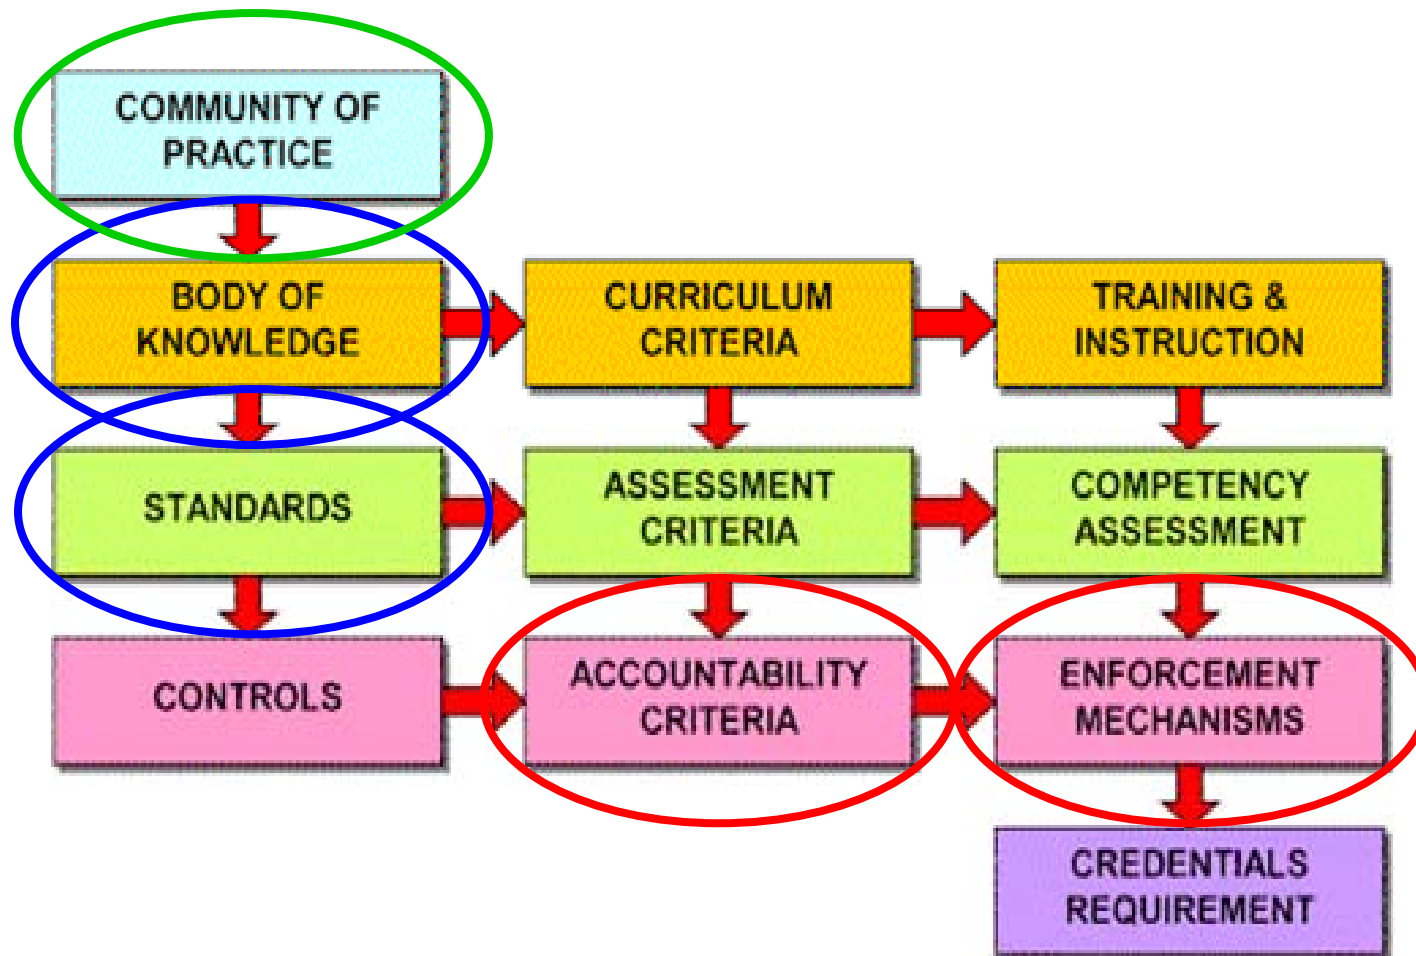 COMMUNITY OF
PRACTICE
BODY OF
KNOWLEDGE
CURRICULUM
CRITERIA
TRAINING &
INSTRUCTION
STANDARDS
ASSESSMENT
CRITERIA
COMPETENCY
ASSESSMENT
CONTROLS
ACCOUNTABILITY
CRITERIA
ENFORCEMENT
MECHANISMS
CREDENTIALS
REQUIREMENT